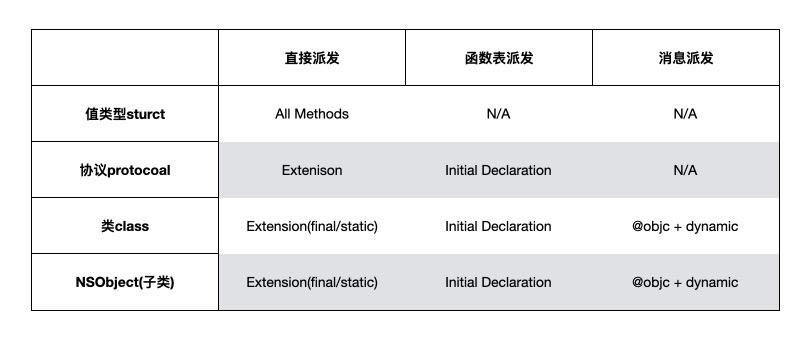 直接派发 函数表派发 消息派发
值类型sturct All Methods N/A N/A
协议protocoal Extenison Initial Declaration N/A
类class Extension(final/static) Initial Declaration @objc + dynamic
NSObject(子类) Extension(final/static) Initial Declaration @objc + dynamic